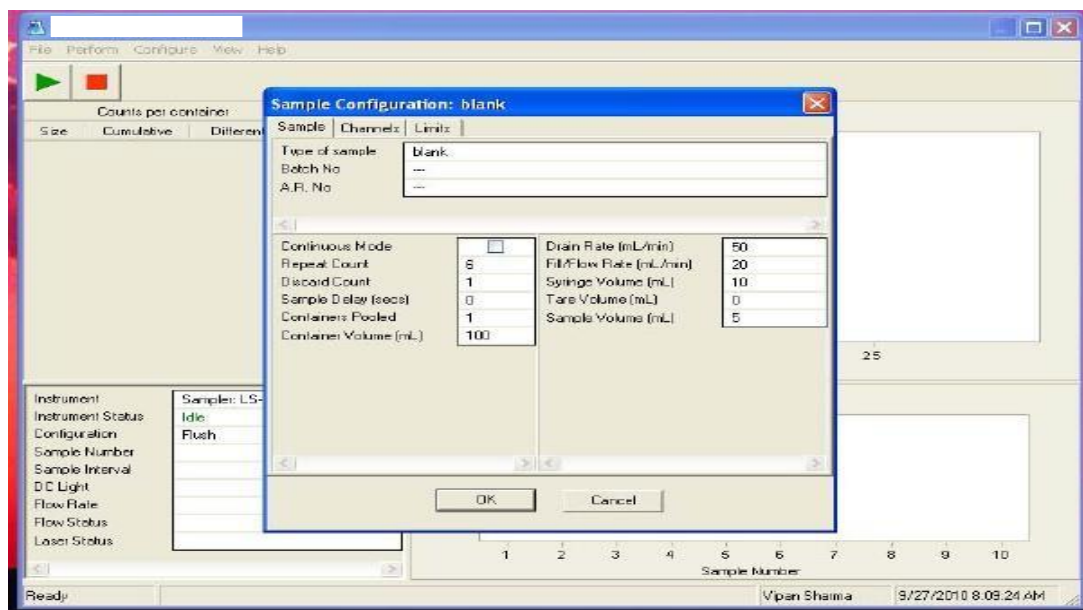 File Perform Configure View Help
Counts per container
Size Cumulative Different
Sample Configuration: blank
Sample Channels Limits
Type of sample blank
Batch No ---
A.R. No ---
Continuous Mode
Repeat Count 6
Discard Count 1
Sample Delay (secs) 0
Containers Pooled 1
Container Volume (mL) 100
Drain Rate (mL/min) 50
Fill/Flow Rate (mL/min) 20
Syringe Volume (mL) 10
Tare Volume (mL) 0
Sample Volume (mL) 5
OK Cancel
25
Instrument Sampler: LS-
Instrument Status Idle
Configuration Flush
Sample Number
Sample Interval
DC Light
Flow Rate
Flow Status
Laser Status
1 2 3 4 5 6 7 8 9 10
Sample Number
Ready Vipan Sharma 9/27/2010 8:09:24 AM